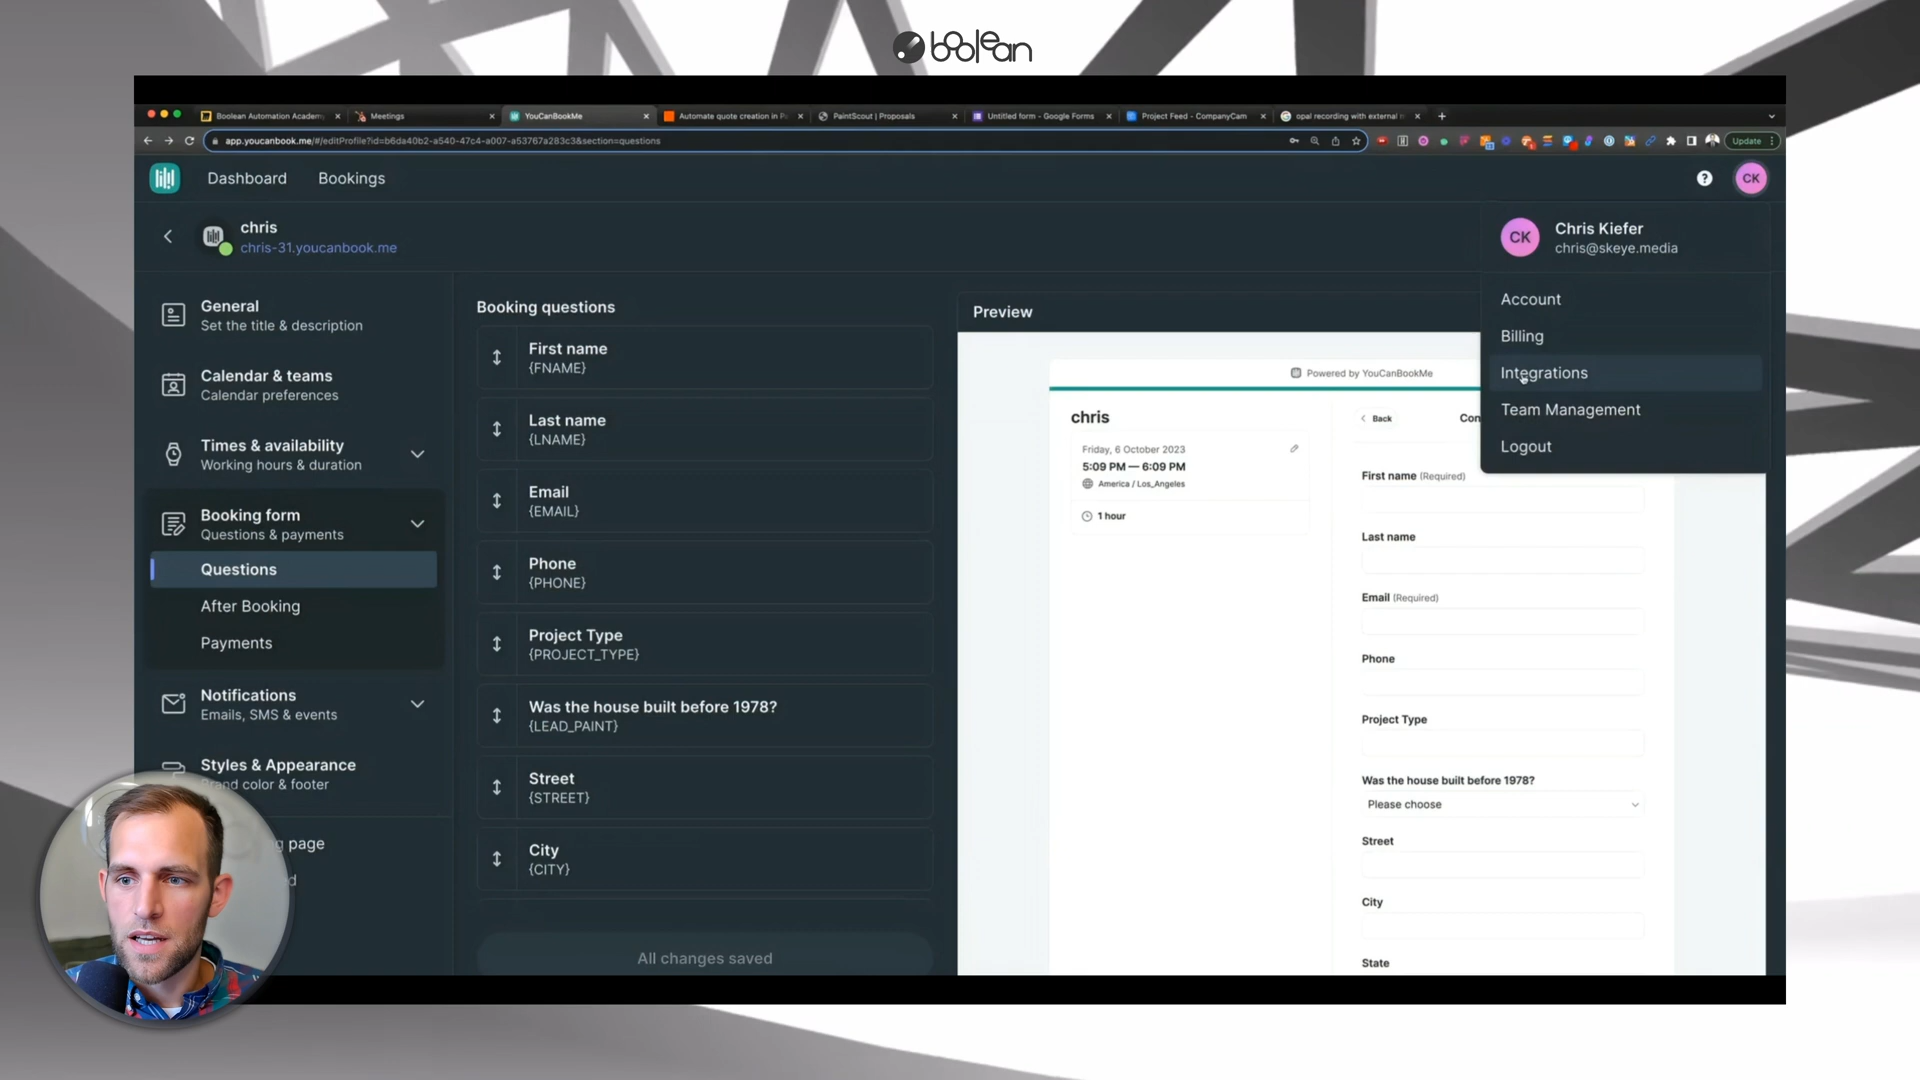 boolean
Boolean Automation Academ
Meetings
YouCanBookMe
Automate quote creation in P
PaintScout | Proposals
Untitled form - Google Forms
Project Feed - CompanyCam
opal recording with external
app.youcanbook.me/#/editProfile?id=b6da40b2-a540-47c4-a007-a53767a283c3&section=questions
Update
Dashboard
Bookings
?
CK
chris
chris-31.youcanbook.me
CK
Chris Kiefer
chris@skeye.media
Account
Billing
Integrations
Team Management
Logout
General
Set the title & description
Calendar & teams
Calendar preferences
Times & availability
Working hours & duration
Booking form
Questions & payments
Questions
After Booking
Payments
Notifications
Emails, SMS & events
Styles & Appearance
Brand color & footer
page
Booking questions
First name
{FNAME}
Last name
{LNAME}
Email
{EMAIL}
Phone
{PHONE}
Project Type
{PROJECT_TYPE}
Was the house built before 1978?
{LEAD_PAINT}
Street
{STREET}
City
{CITY}
All changes saved
Preview
Powered by YouCanBookMe
chris
Friday, 6 October 2023
5:09 PM — 6:09 PM
America / Los_Angeles
1 hour
Back
Con
First name (Required)
Last name
Email (Required)
Phone
Project Type
Was the house built before 1978?
Please choose
Street
City
State